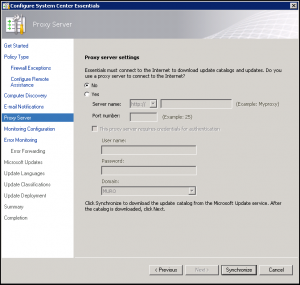 Configure System Center Essentials
Proxy Server
Get Started
Policy Type
Firewall Exceptions
Configure Remote
Assistance
Computer Discovery
E-mail Notifications
Proxy Server
Monitoring Configuration
Error Monitoring
Error Forwarding
Microsoft Updates
Update Languages
Update Classifications
Update Deployment
Summary
Completion
Proxy server settings
Essentials must connect to the Internet to download update catalogs and updates. Do you
use a proxy server to connect to the Internet?
No
Yes
Server name:
http://
(Example: Myproxy)
Port number:
(Example: 25)
This proxy server requires credentials for authentication
User name:
Password:
Domain:
Click Synchronize to download the update catalog from the Microsoft Update service. After
the catalog is downloaded, click Next.
< Previous
Next >
Synchronize
Cancel